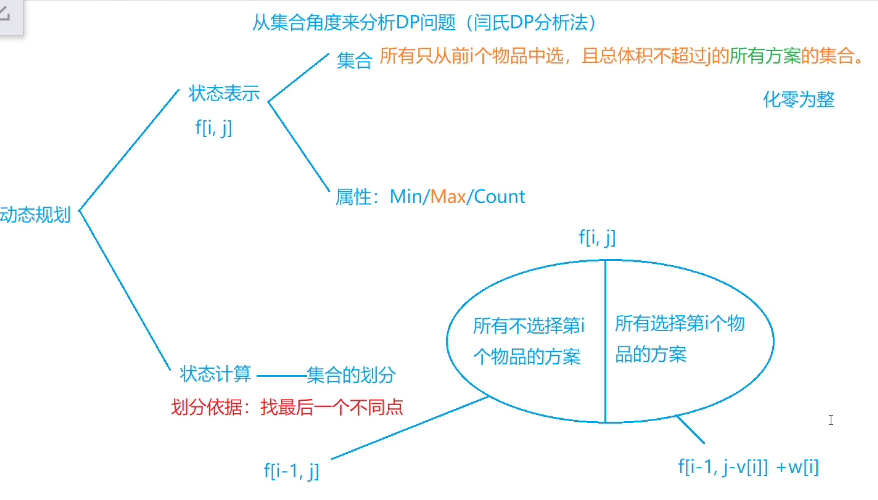 从集合角度来分析DP问题（闫氏DP分析法）
集合 所有只从前i个物品中选，且总体积不超过j的所有方案的集合。
状态表示
化零为整
f[i, j]
属性：Min/Max/Count
动态规划
f[i, j]
所有不选择第i
个物品的方案
所有选择第i个物
品的方案
状态计算
集合的划分
划分依据：找最后一个不同点
f[i-1, j]
f[i-1, j-v[i]] +w[i]